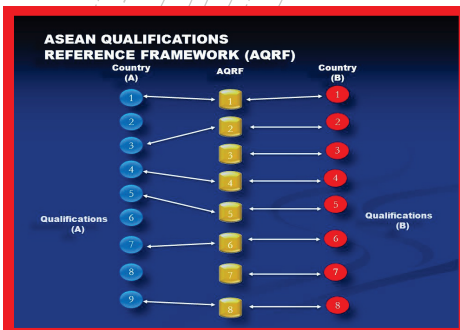 ASEAN QUALIFICATIONS
REFERENCE FRAMEWORK (AQRF)
Country
(A)
AQRF
Country
(B)
1
1
1
2
2
2
3
3
3
4
4
4
5
5
5
Qualifications
(A)
6
6
6
Qualifications
(B)
7
7
7
8
8
8
9